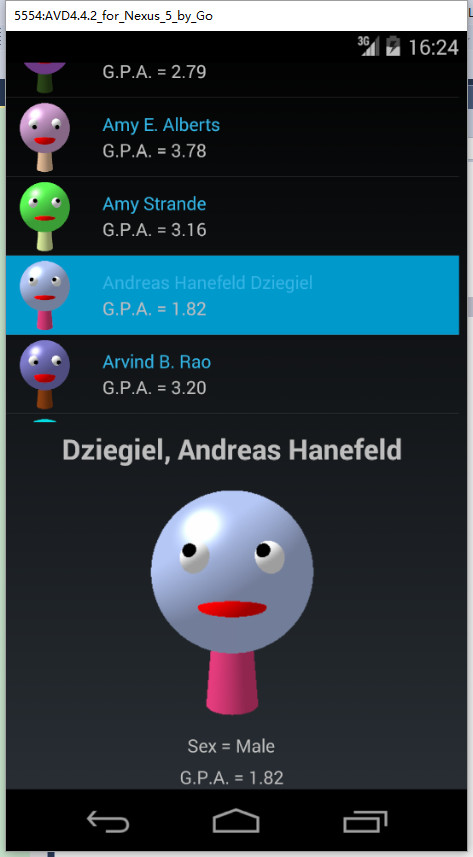 5554:AVD4.4.2_for_Nexus_5_by_Go
3G 16:24
G.P.A. = 2.79
Amy E. Alberts
G.P.A. = 3.78
Amy Strande
G.P.A. = 3.16
Andreas Hanefeld Dziegiel
G.P.A. = 1.82
Arvind B. Rao
G.P.A. = 3.20
Dziegiel, Andreas Hanefeld
Sex = Male
G.P.A. = 1.82